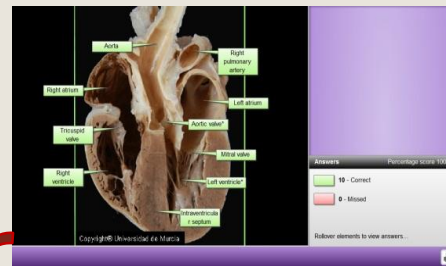 Aorta
Right
pulmonary
artery
Right atrium
Left atrium
Aortic valve*
Tricuspid
valve
Mitral valve
Right
ventricle
Left ventricle*
Intraventricula
r septum
Copyright® Universidad de Murcia
Answers
Percentage score 100
10 - Correct
0 - Missed
Rollover elements to view answers...